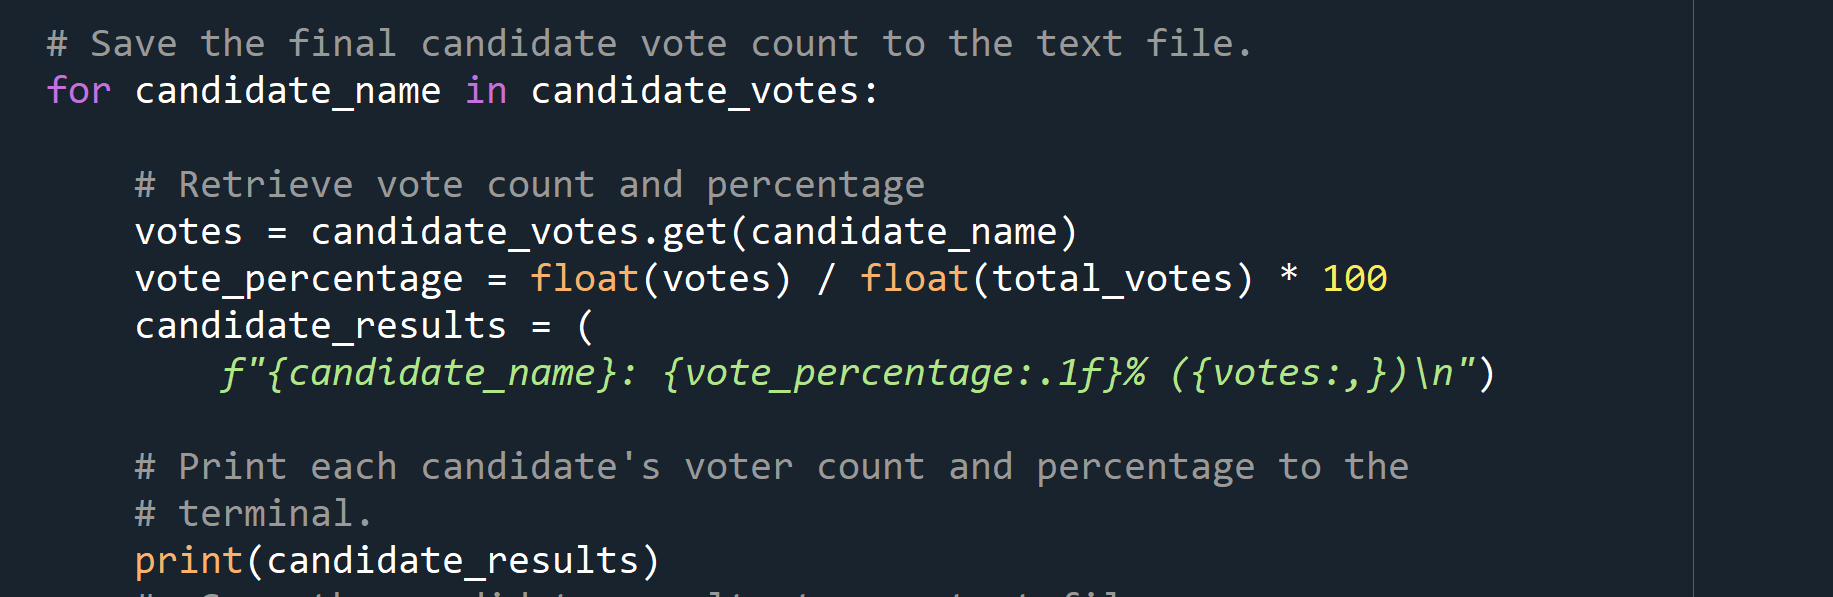 # Save the final candidate vote count to the text file.
for candidate_name in candidate_votes:
# Retrieve vote count and percentage
votes = candidate_votes.get(candidate_name)
vote_percentage = float(votes) / float(total_votes) * 100
candidate_results = (
f"{candidate_name}: {vote_percentage:.1f}% ({votes:,})\n")
# Print each candidate's voter count and percentage to the
# terminal.
print(candidate_results)